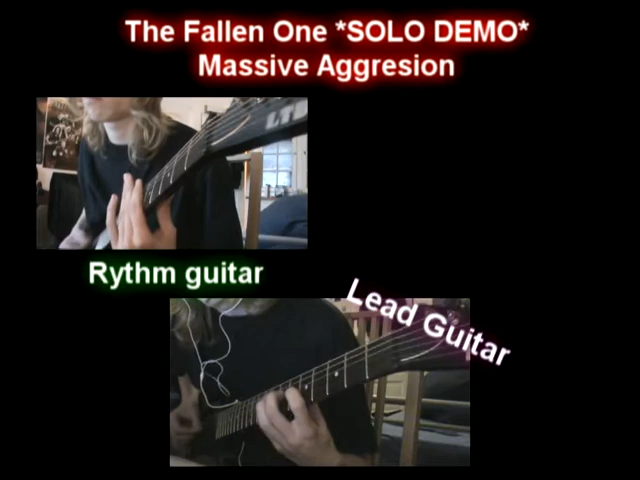 The Fallen One *SOLO DEMO*
Massive Aggresion
Rythm guitar
Lead Guitar